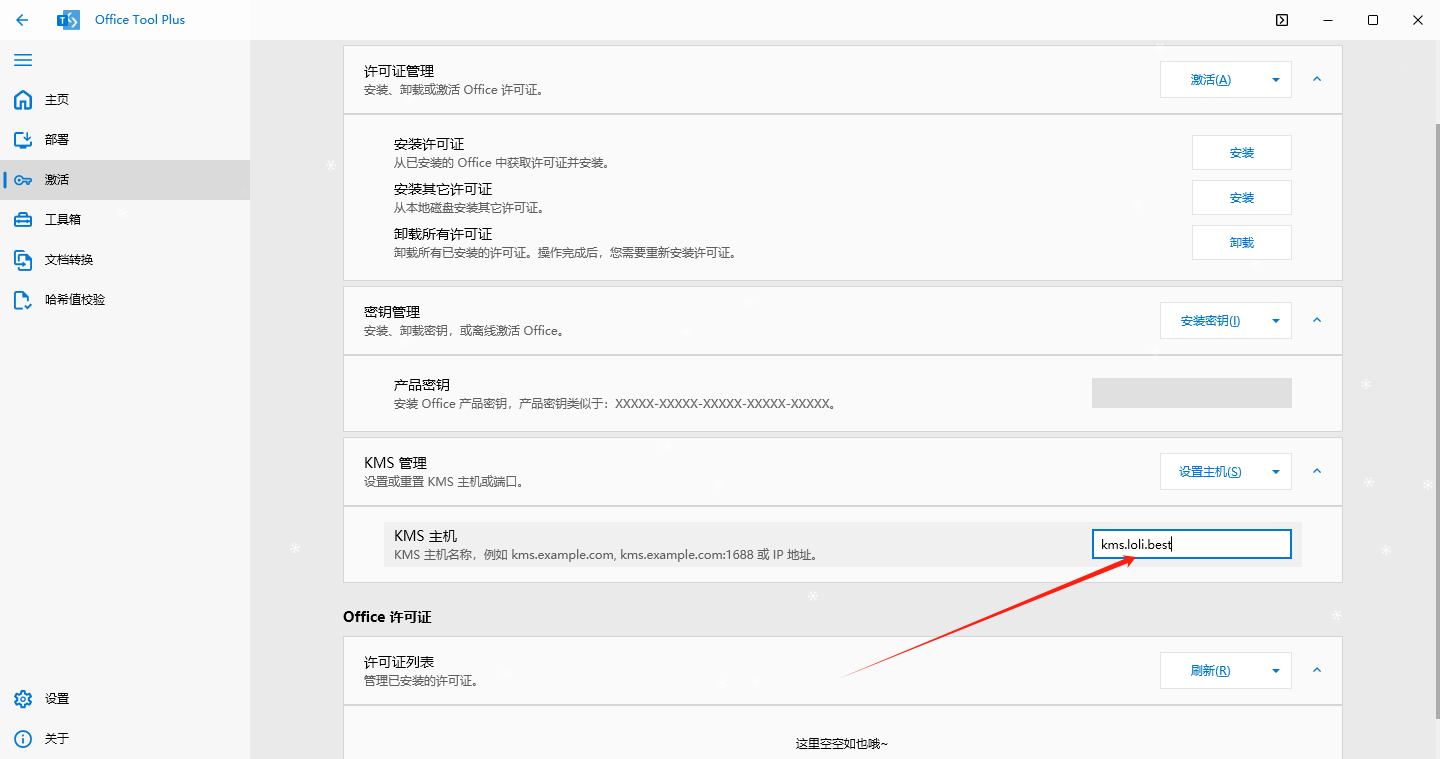 Office Tool Plus
主页
部署
激活
工具箱
文档转换
哈希值校验
设置
关于
许可证管理
安装、卸载或激活 Office 许可证。
激活(A)
安装许可证
从已安装的 Office 中获取许可证并安装。
安装
安装其它许可证
从本地磁盘安装其它许可证。
安装
卸载所有许可证
卸载所有已安装的许可证。操作完成后，您需要重新安装许可证。
卸载
密钥管理
安装、卸载密钥，或离线激活 Office。
安装密钥(I)
产品密钥
安装 Office 产品密钥，产品密钥类似于：XXXXX-XXXXX-XXXXX-XXXXX-XXXXX。
KMS 管理
设置或重置 KMS 主机或端口。
设置主机(S)
KMS 主机
KMS 主机名称，例如 kms.example.com, kms.example.com:1688 或 IP 地址。
kms.loli.best
Office 许可证
许可证列表
管理已安装的许可证。
刷新(R)
这里空空如也哦~